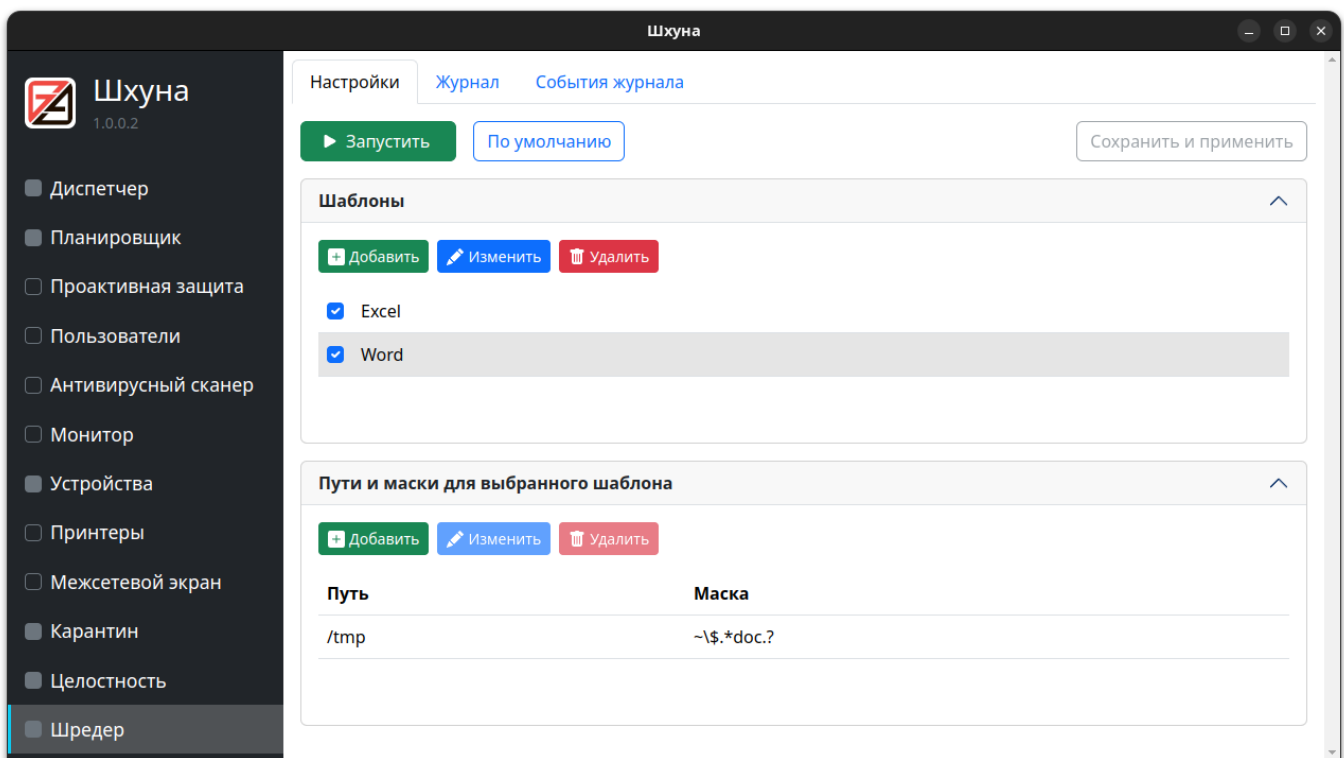 Шхуна
Шхуна
1.0.0.2
Диспетчер
Планировщик
Проактивная защита
Пользователи
Антивирусный сканер
Монитор
Устройства
Принтеры
Межсетевой экран
Карантин
Целостность
Шредер
Настройки Журнал События журнала
Запустить По умолчанию Сохранить и применить
Шаблоны
Добавить Изменить Удалить
Excel
Word
Пути и маски для выбранного шаблона
Добавить Изменить Удалить
Путь Маска
/tmp ~\$.*doc.?